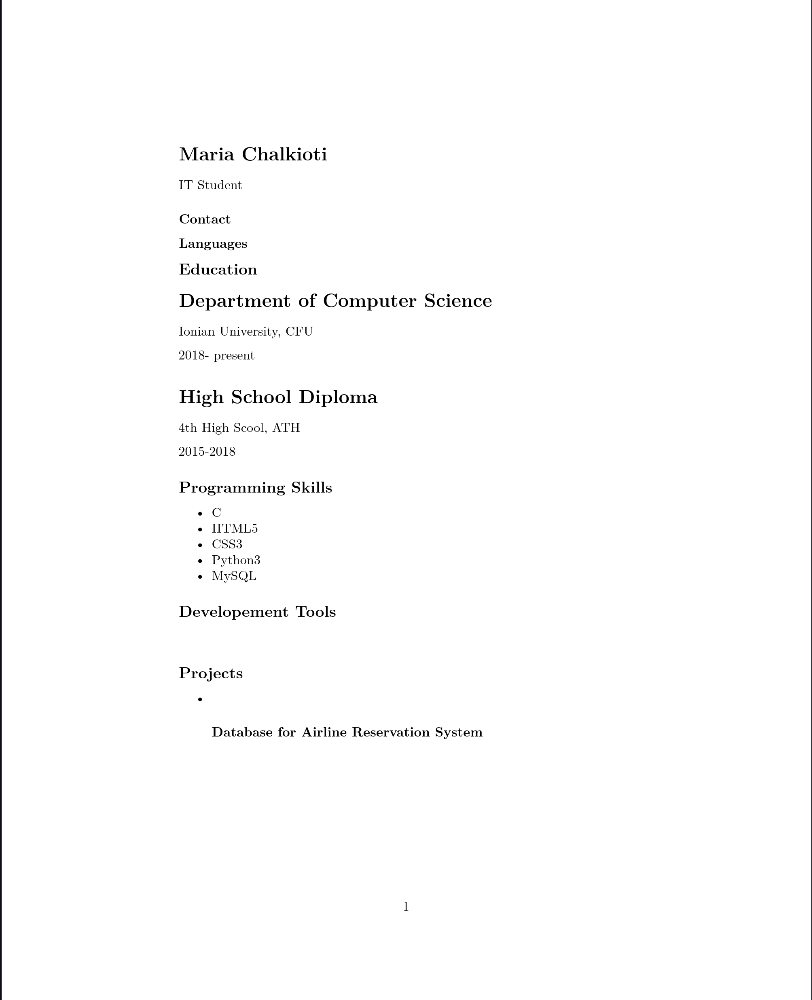 Maria Chalkioti
IT Student
Contact
Languages
Education
Department of Computer Science
Ionian University, CFU
2018- present
High School Diploma
4th High Scool, ATH
2015-2018
Programming Skills
• C
• HTML5
• CSS3
• Python3
• MySQL
Developement Tools
Projects
•
Database for Airline Reservation System
1